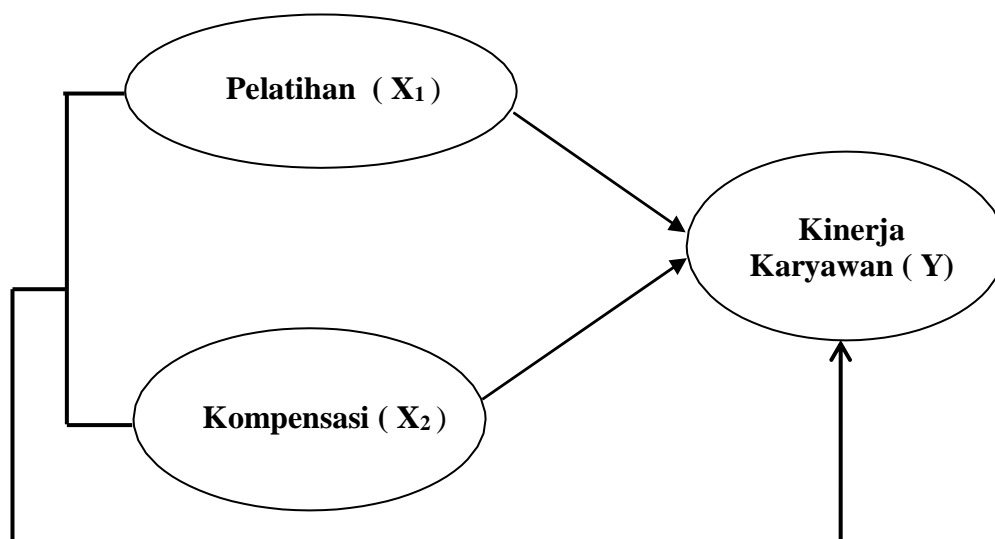 Pelatihan ( X₁ )
Kinerja
Karyawan ( Y)
Kompensasi ( X₂ )